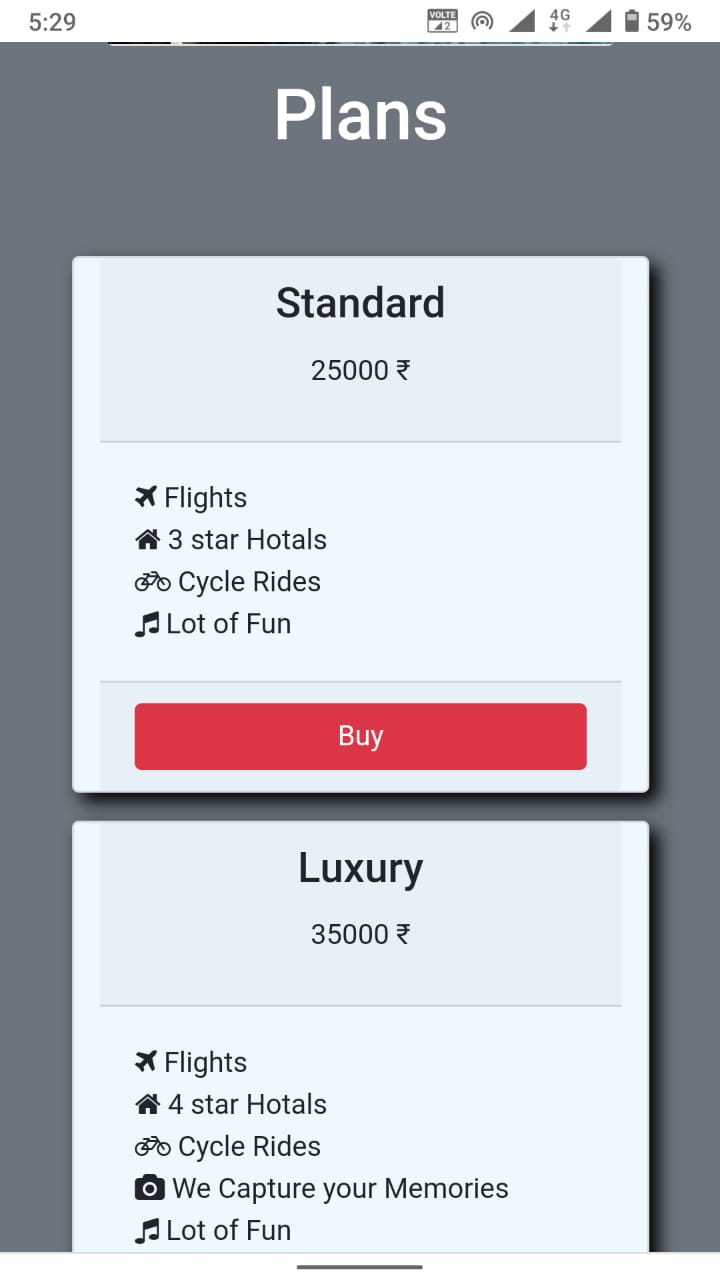 5:29
VOLTE
2
4G
59%
Plans
Standard
25000 ₹
Flights
3 star Hotals
Cycle Rides
Lot of Fun
Buy
Luxury
35000 ₹
Flights
4 star Hotals
Cycle Rides
We Capture your Memories
Lot of Fun